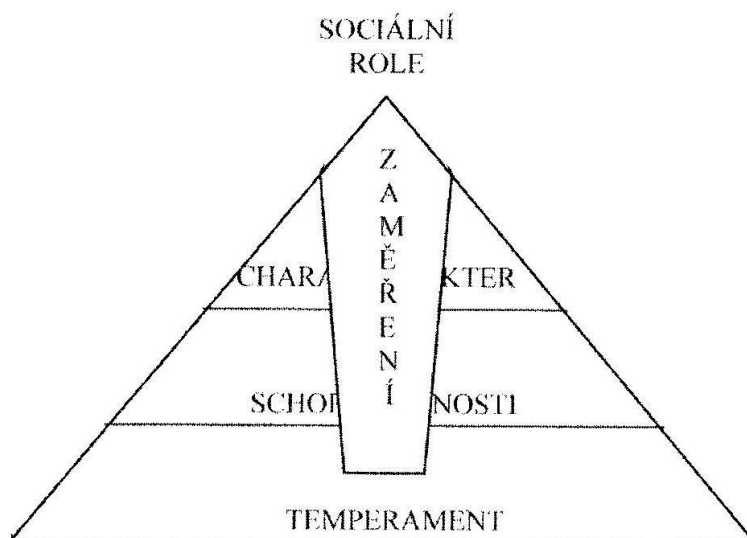 SOCIÁLNÍ
ROLE
ZAMĚŘENÍ
CHARA KTER
SCHOP NOSTI
TEMPERAMENT